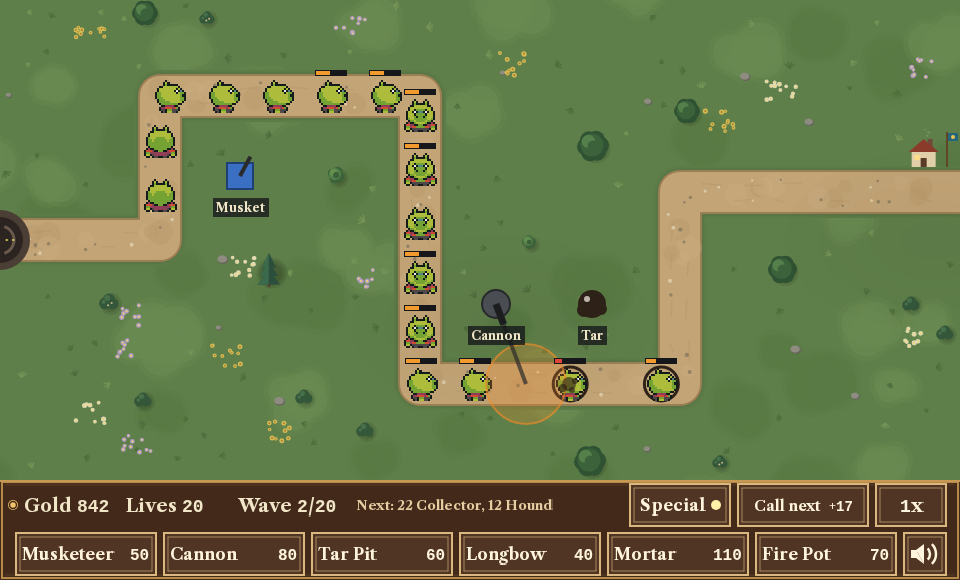 Musket
Cannon
Tar
Gold 842 Lives 20 Wave 2/20 Next: 22 Collector, 12 Hound Special Call next +17 1x
Musketeer 50 Cannon 80 Tar Pit 60 Longbow 40 Mortar 110 Fire Pot 70